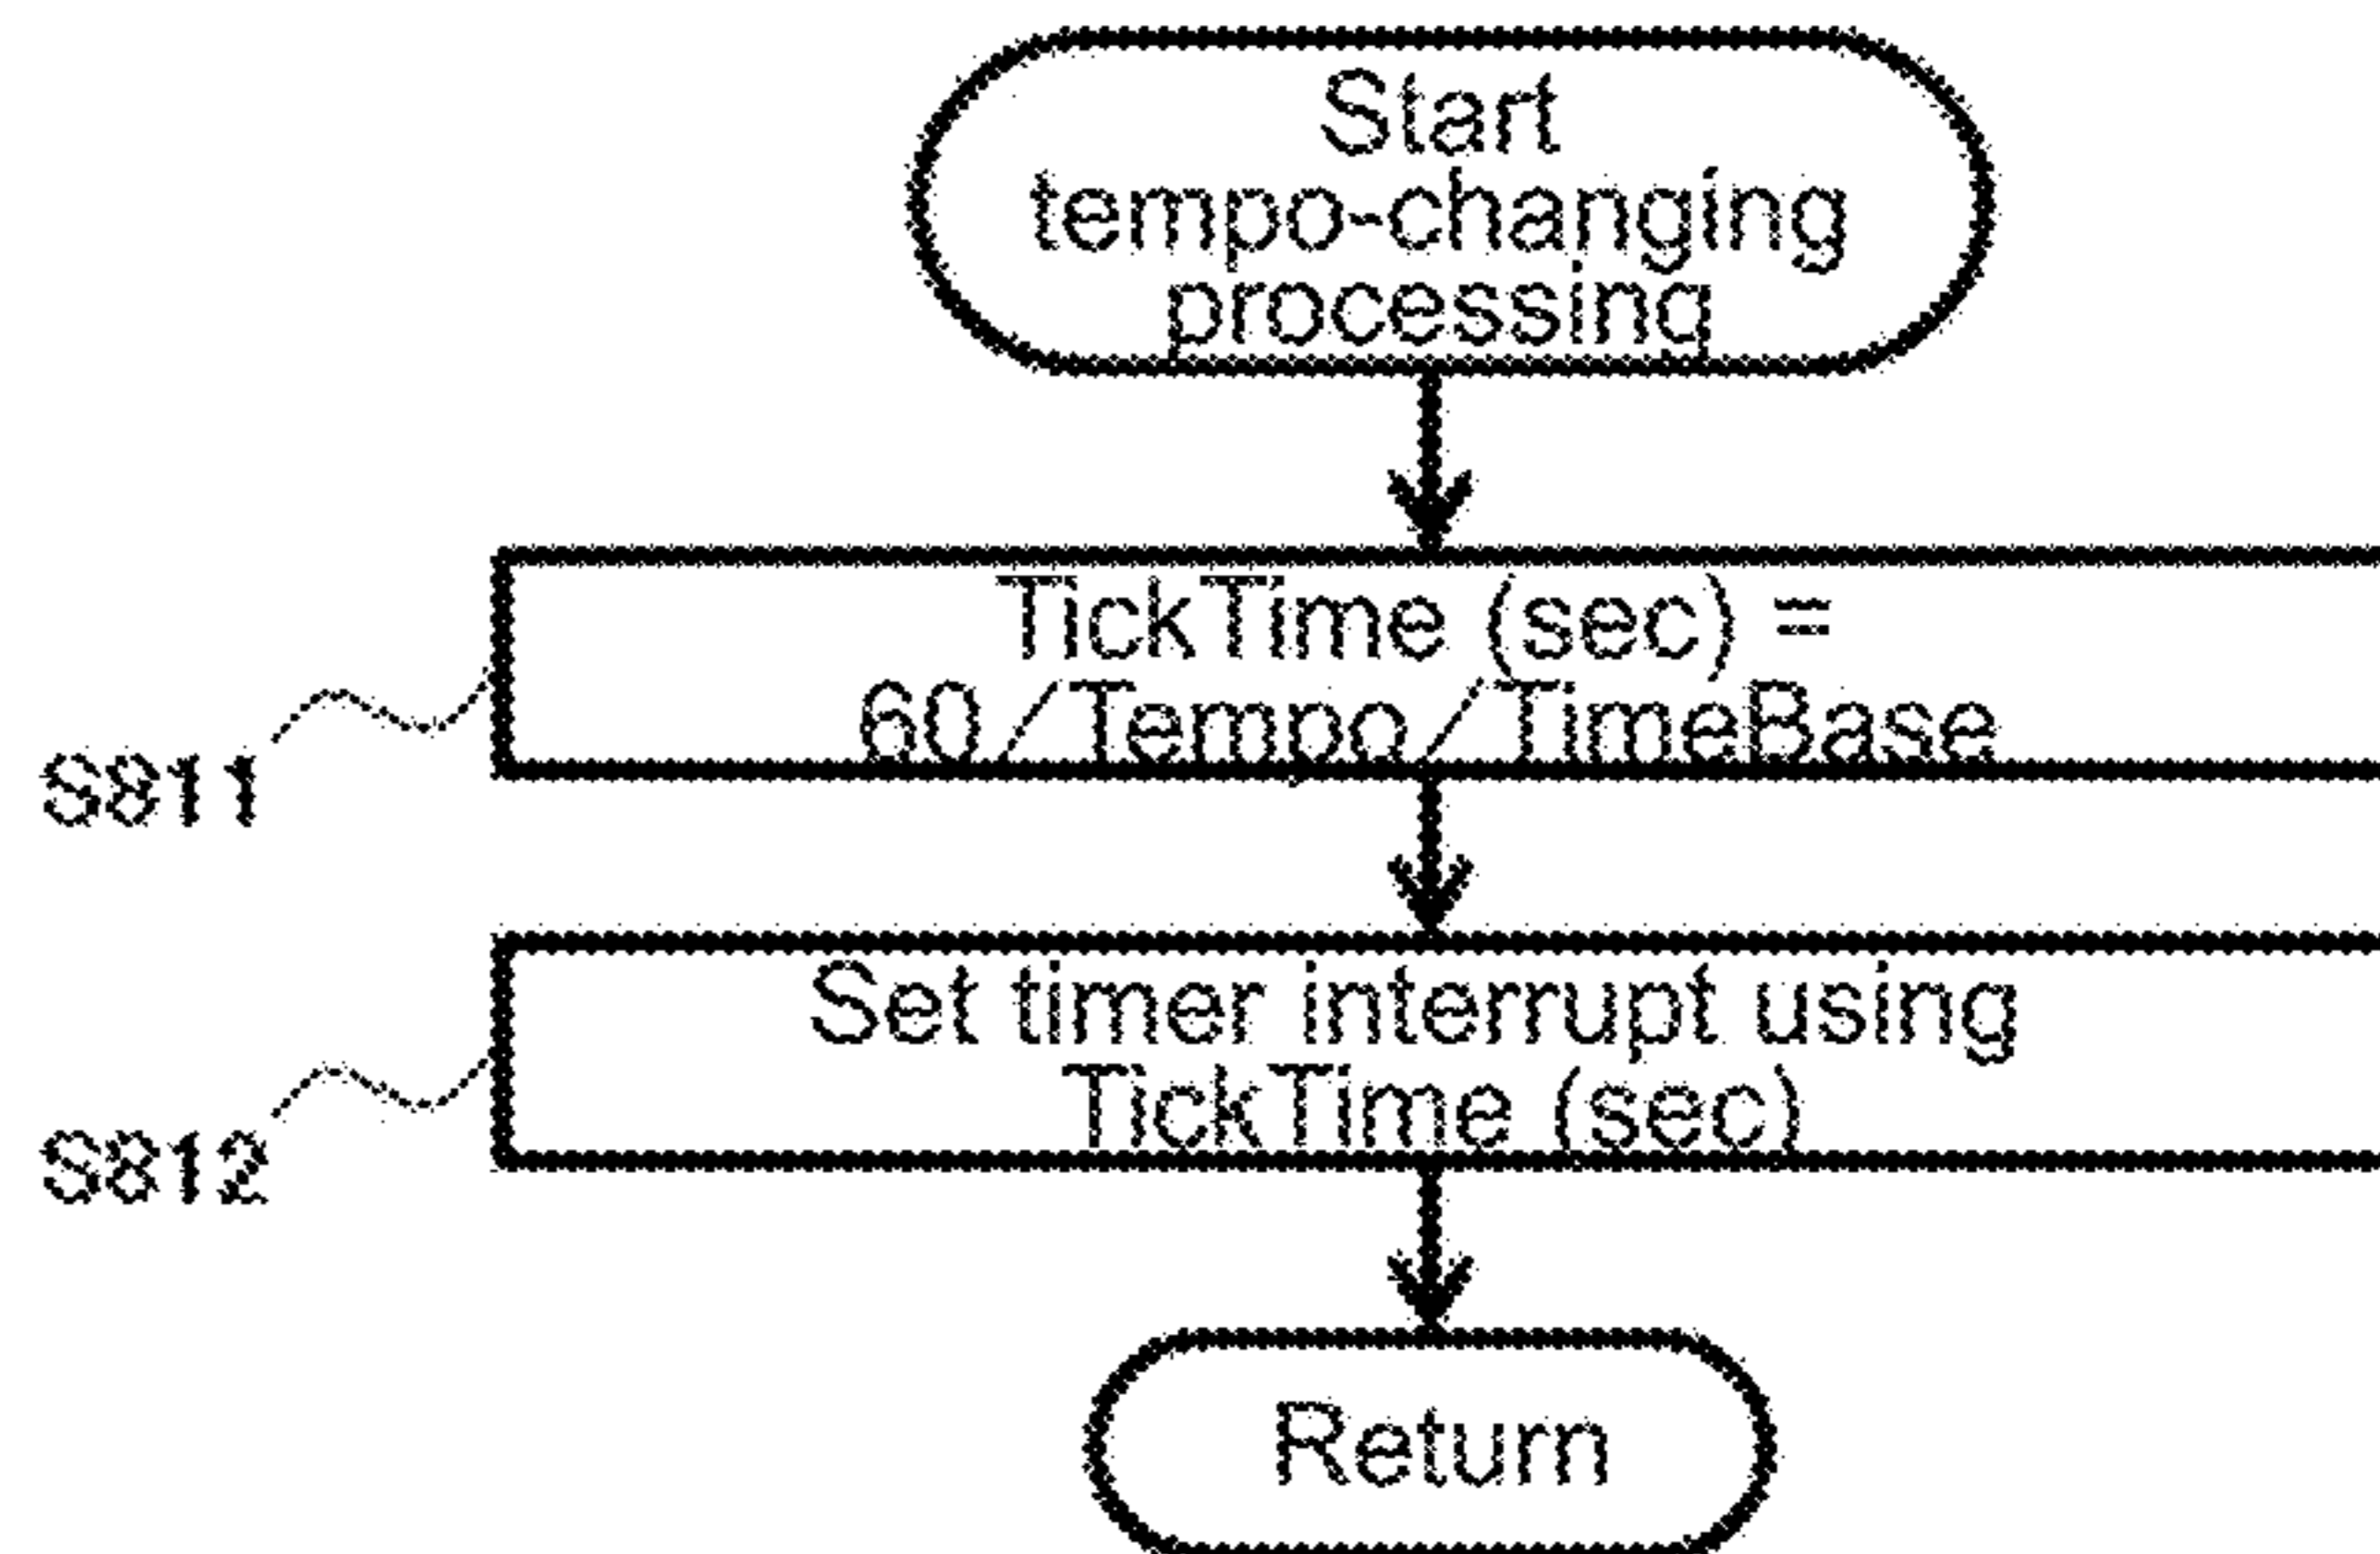 Start
tempo-changing
processing
TickTime (sec) =
60/Tempo/TimeBase
S811
Set timer interrupt using
TickTime (sec)
S812
Return